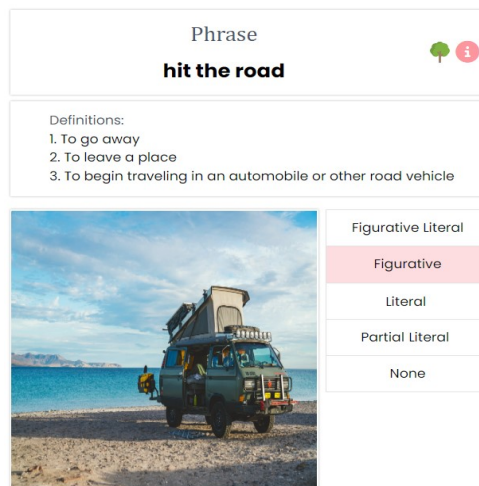 Phrase
hit the road
i
Definitions:
1. To go away
2. To leave a place
3. To begin traveling in an automobile or other road vehicle
Figurative Literal
Figurative
Literal
Partial Literal
None